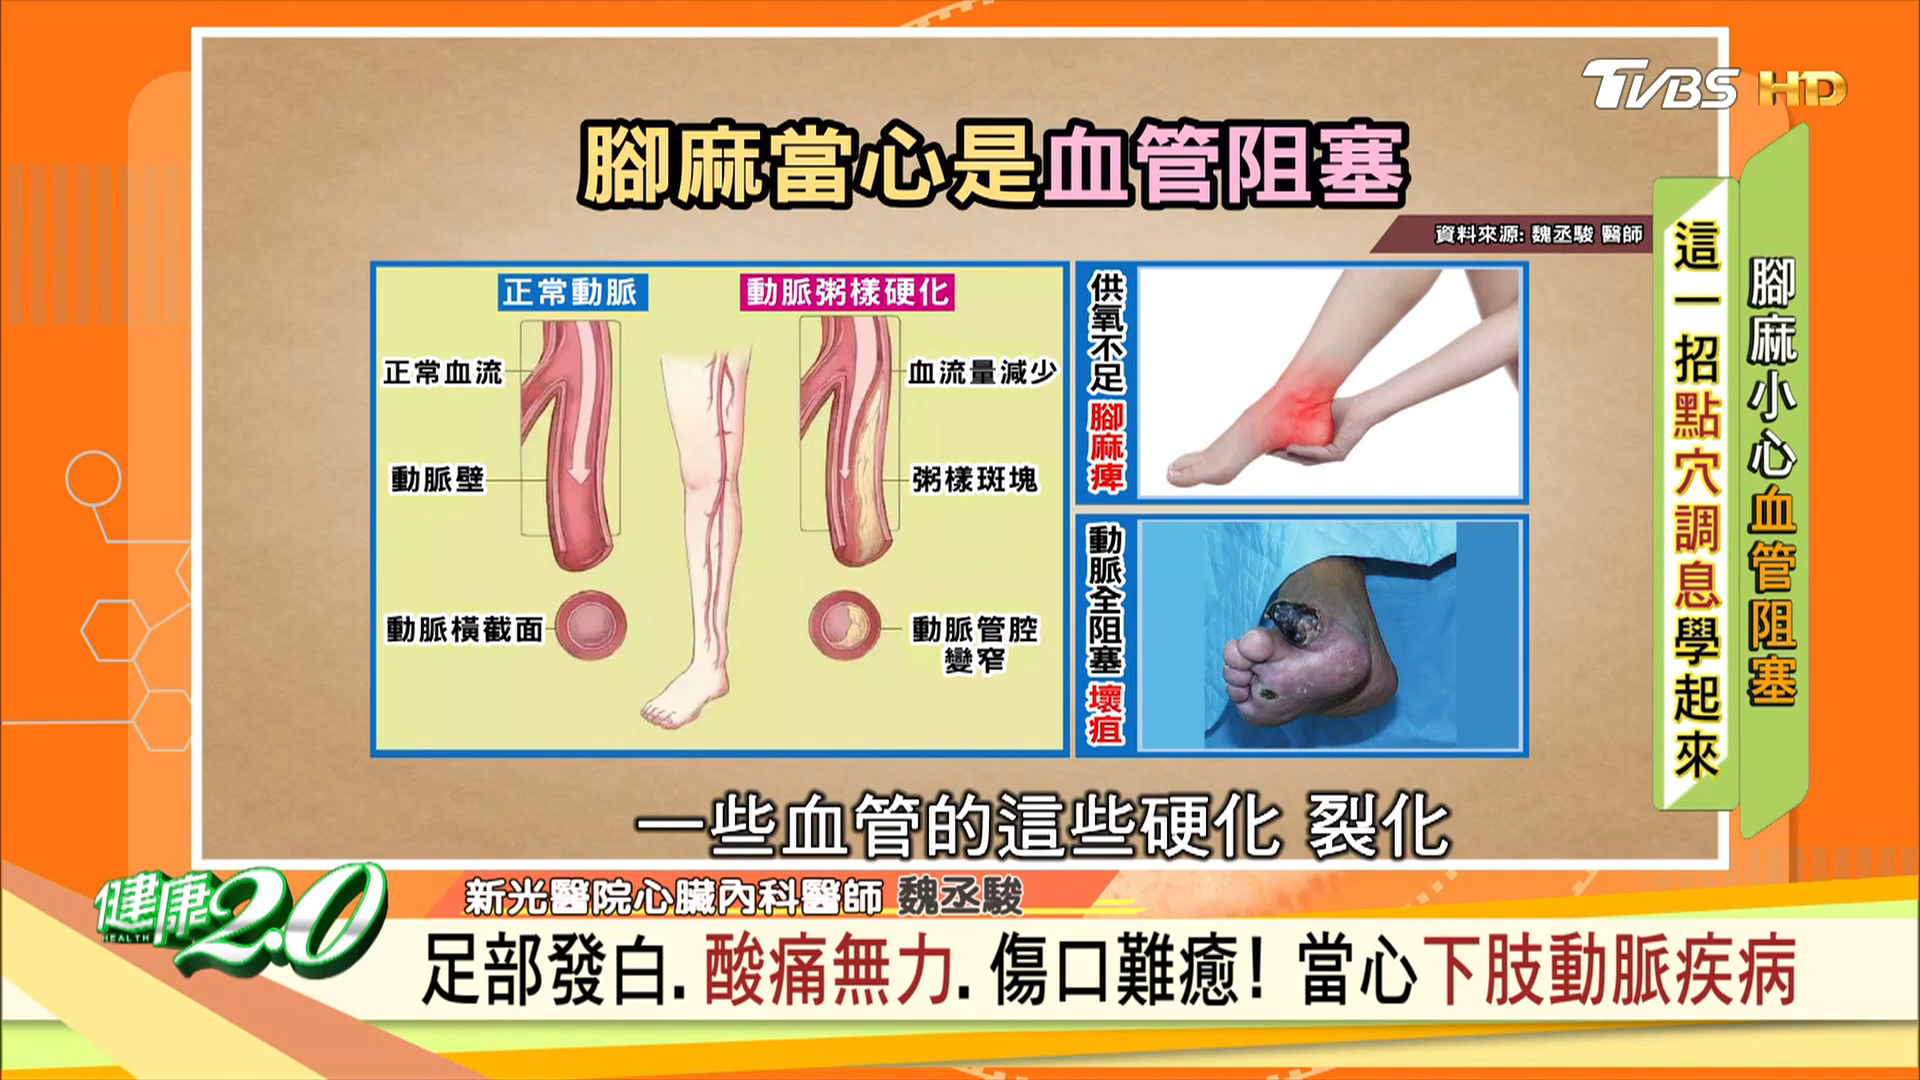 TVBS HD
腳麻當心是血管阻塞
資料來源: 魏丞駿 醫師
正常動脈
動脈粥樣硬化
正常血流
動脈壁
動脈橫截面
血流量減少
粥樣斑塊
動脈管腔
變窄
供氧不足 腳麻痺
動脈全阻塞 壞疽
腳麻小心血管阻塞
這一招點穴調息學起來
一些血管的這些硬化 裂化
健康2.0
HEALTH
新光醫院心臟內科醫師 魏丞駿
足部發白.酸痛無力.傷口難癒! 當心下肢動脈疾病